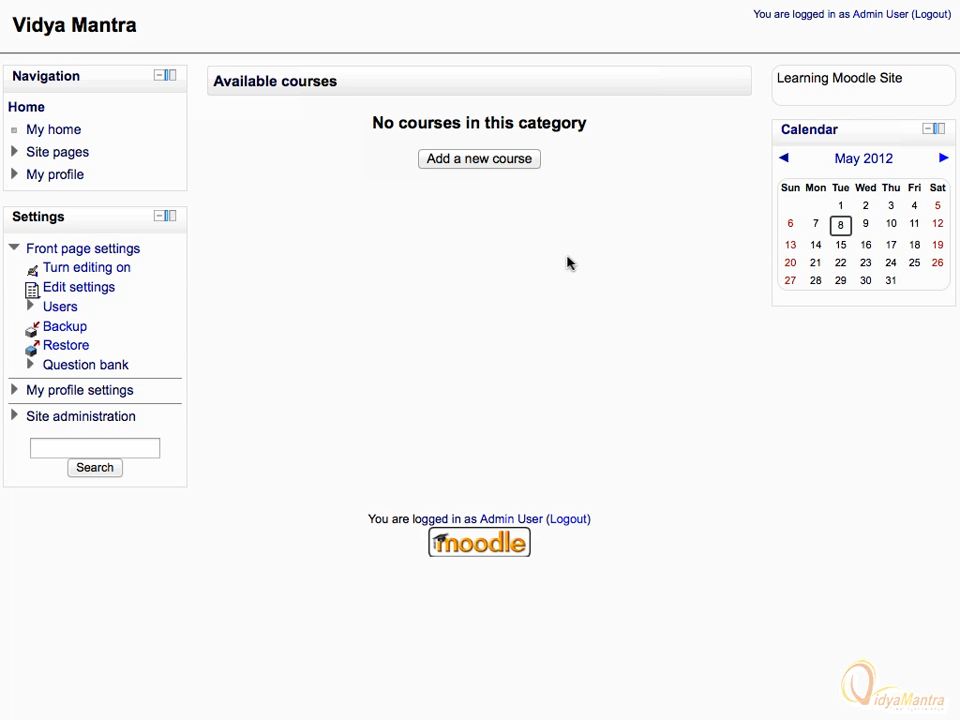 Vidya Mantra
You are logged in as Admin User (Logout)
Navigation
Home
My home
Site pages
My profile
Settings
Front page settings
Turn editing on
Edit settings
Users
Backup
Restore
Question bank
My profile settings
Site administration
Search
Available courses
No courses in this category
Add a new course
Learning Moodle Site
Calendar
May 2012
Sun Mon Tue Wed Thu Fri Sat
1 2 3 4 5
6 7 8 9 10 11 12
13 14 15 16 17 18 19
20 21 22 23 24 25 26
27 28 29 30 31
You are logged in as Admin User (Logout)
moodle
VidyaMantra